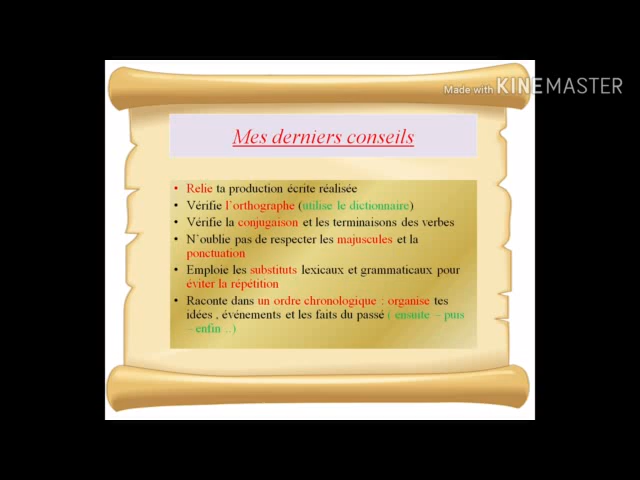 Made with KINEMASTER
Mes derniers conseils
• Relie ta production écrite réalisée
• Vérifie l'orthographe (utilise le dictionnaire)
• Vérifie la conjugaison et les terminaisons des verbes
• N'oublie pas de respecter les majuscules et la
ponctuation
• Emploie les substituts lexicaux et grammaticaux pour
éviter la répétition
• Raconte dans un ordre chronologique : organise tes
idées , événements et les faits du passé ( ensuite – puis
– enfin ..)